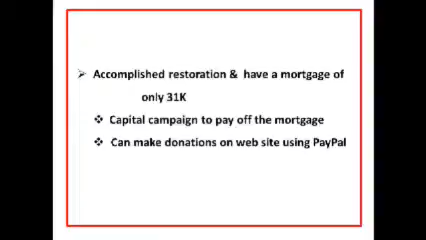 ➢ Accomplished restoration & have a mortgage of
only 31K
❖ Capital campaign to pay off the mortgage
❖ Can make donations on web site using PayPal